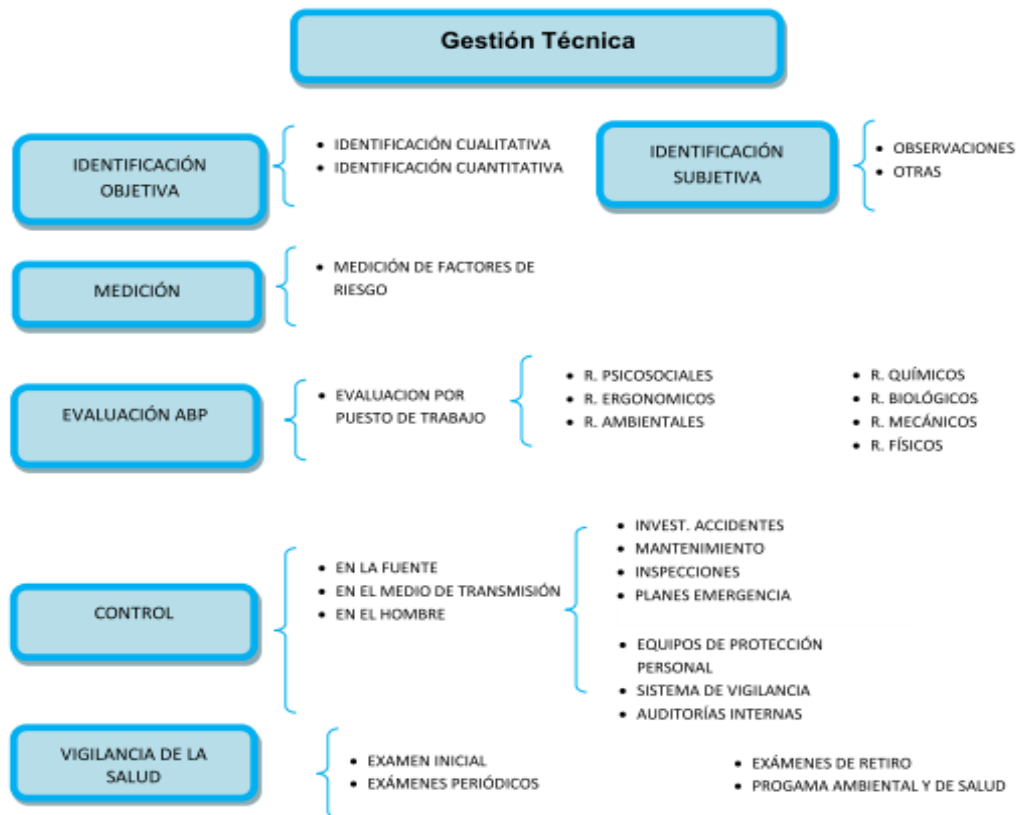 Gestión Técnica
IDENTIFICACIÓN
OBJETIVA
• IDENTIFICACIÓN CUALITATIVA
• IDENTIFICACIÓN CUANTITATIVA
IDENTIFICACIÓN
SUBJETIVA
• OBSERVACIONES
• OTRAS
MEDICIÓN
• MEDICIÓN DE FACTORES DE
RIESGO
EVALUACIÓN ABP
• EVALUACION POR
PUESTO DE TRABAJO
• R. PSICOSOCIALES
• R. ERGONOMICOS
• R. AMBIENTALES
• R. QUÍMICOS
• R. BIOLÓGICOS
• R. MECÁNICOS
• R. FÍSICOS
CONTROL
• EN LA FUENTE
• EN EL MEDIO DE TRANSMISIÓN
• EN EL HOMBRE
• INVEST. ACCIDENTES
• MANTENIMIENTO
• INSPECCIONES
• PLANES EMERGENCIA
• EQUIPOS DE PROTECCIÓN
PERSONAL
• SISTEMA DE VIGILANCIA
• AUDITORÍAS INTERNAS
VIGILANCIA DE LA
SALUD
• EXAMEN INICIAL
• EXÁMENES PERIÓDICOS
• EXÁMENES DE RETIRO
• PROGAMA AMBIENTAL Y DE SALUD